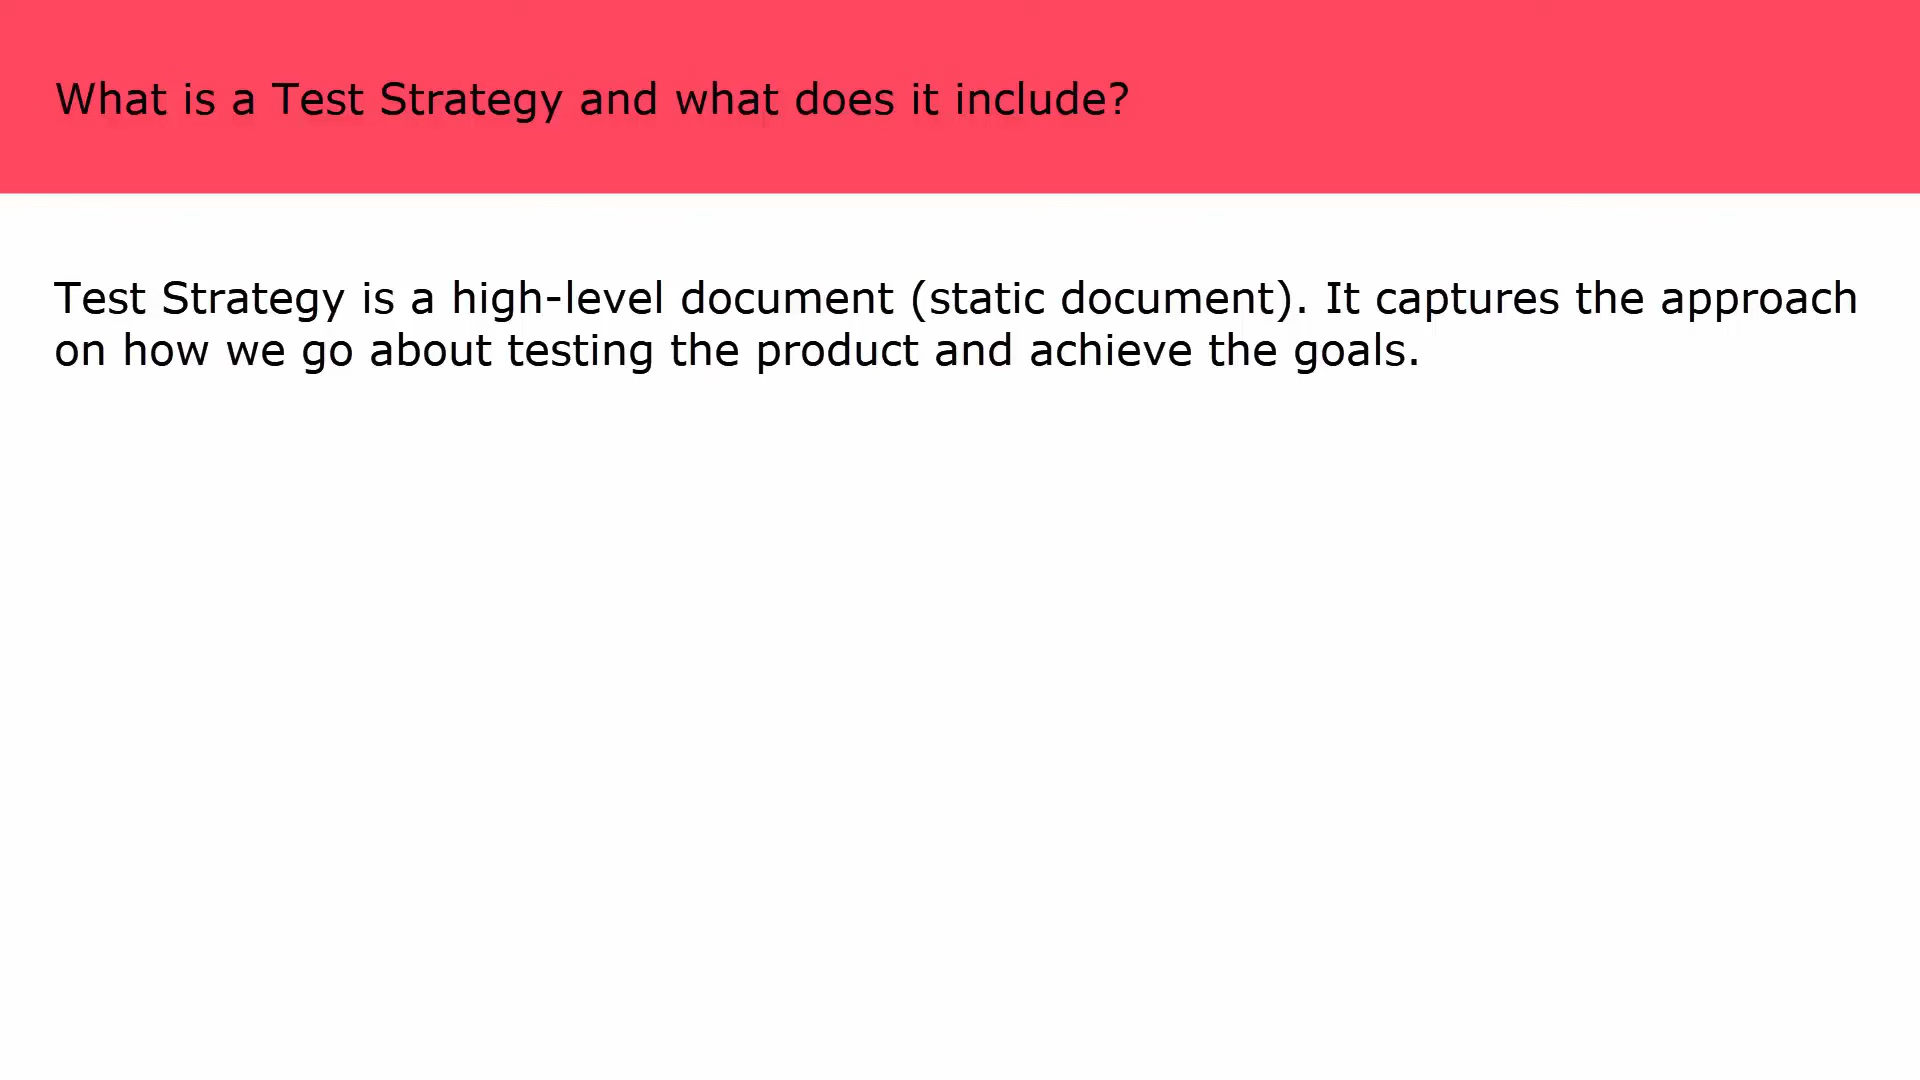 What is a Test Strategy and what does it include?
Test Strategy is a high-level document (static document). It captures the approach
on how we go about testing the product and achieve the goals.